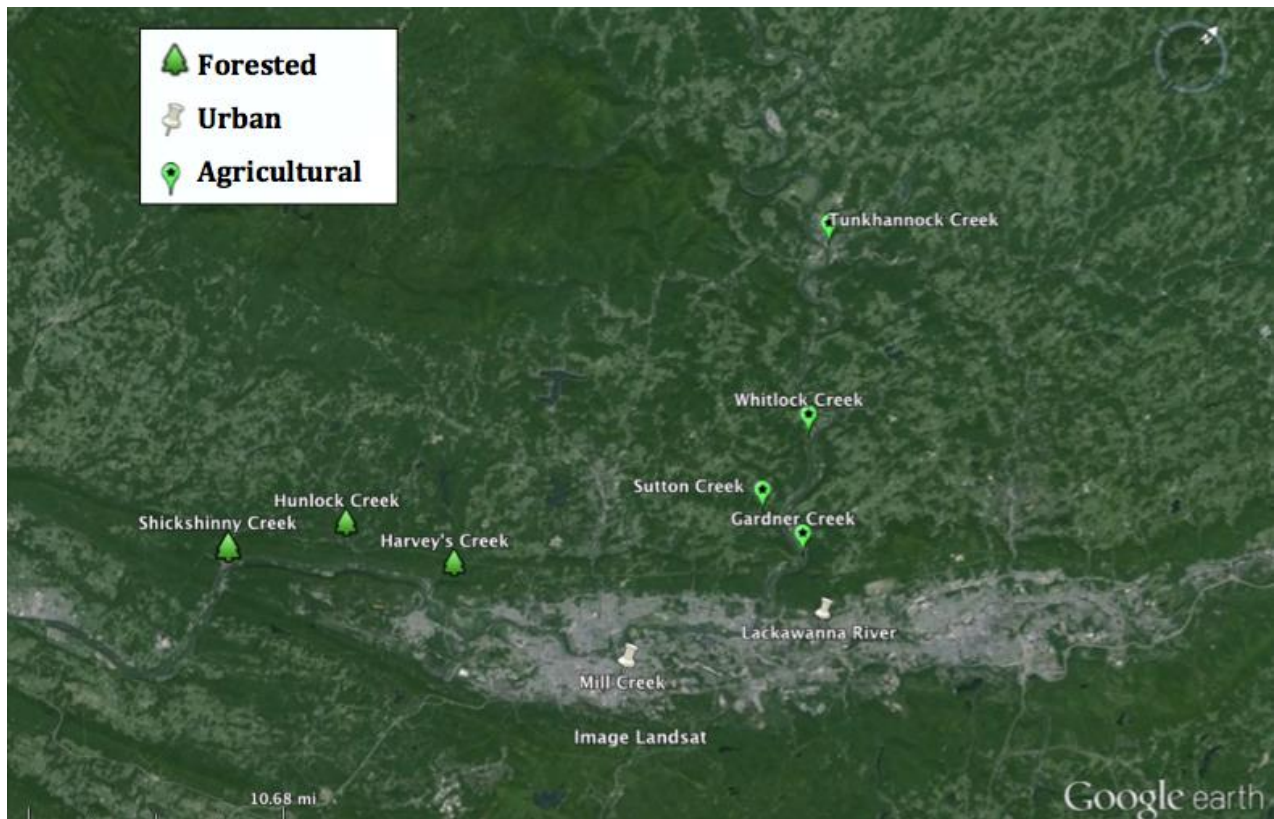 Forested
Urban
Agricultural
N
Tunkhannock Creek
Whitlock Creek
Sutton Creek
Gardner Creek
Hunlock Creek
Shickshinny Creek
Harvey's Creek
Lackawanna River
Mill Creek
Image Landsat
10.68 mi
Google earth